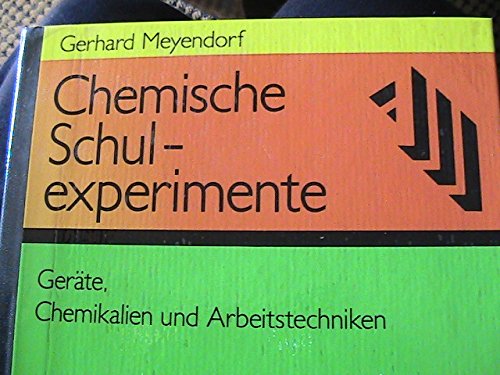 Gerhard Meyendorf
Chemische
Schul-
experimente
Geräte,
Chemikalien und Arbeitstechniken